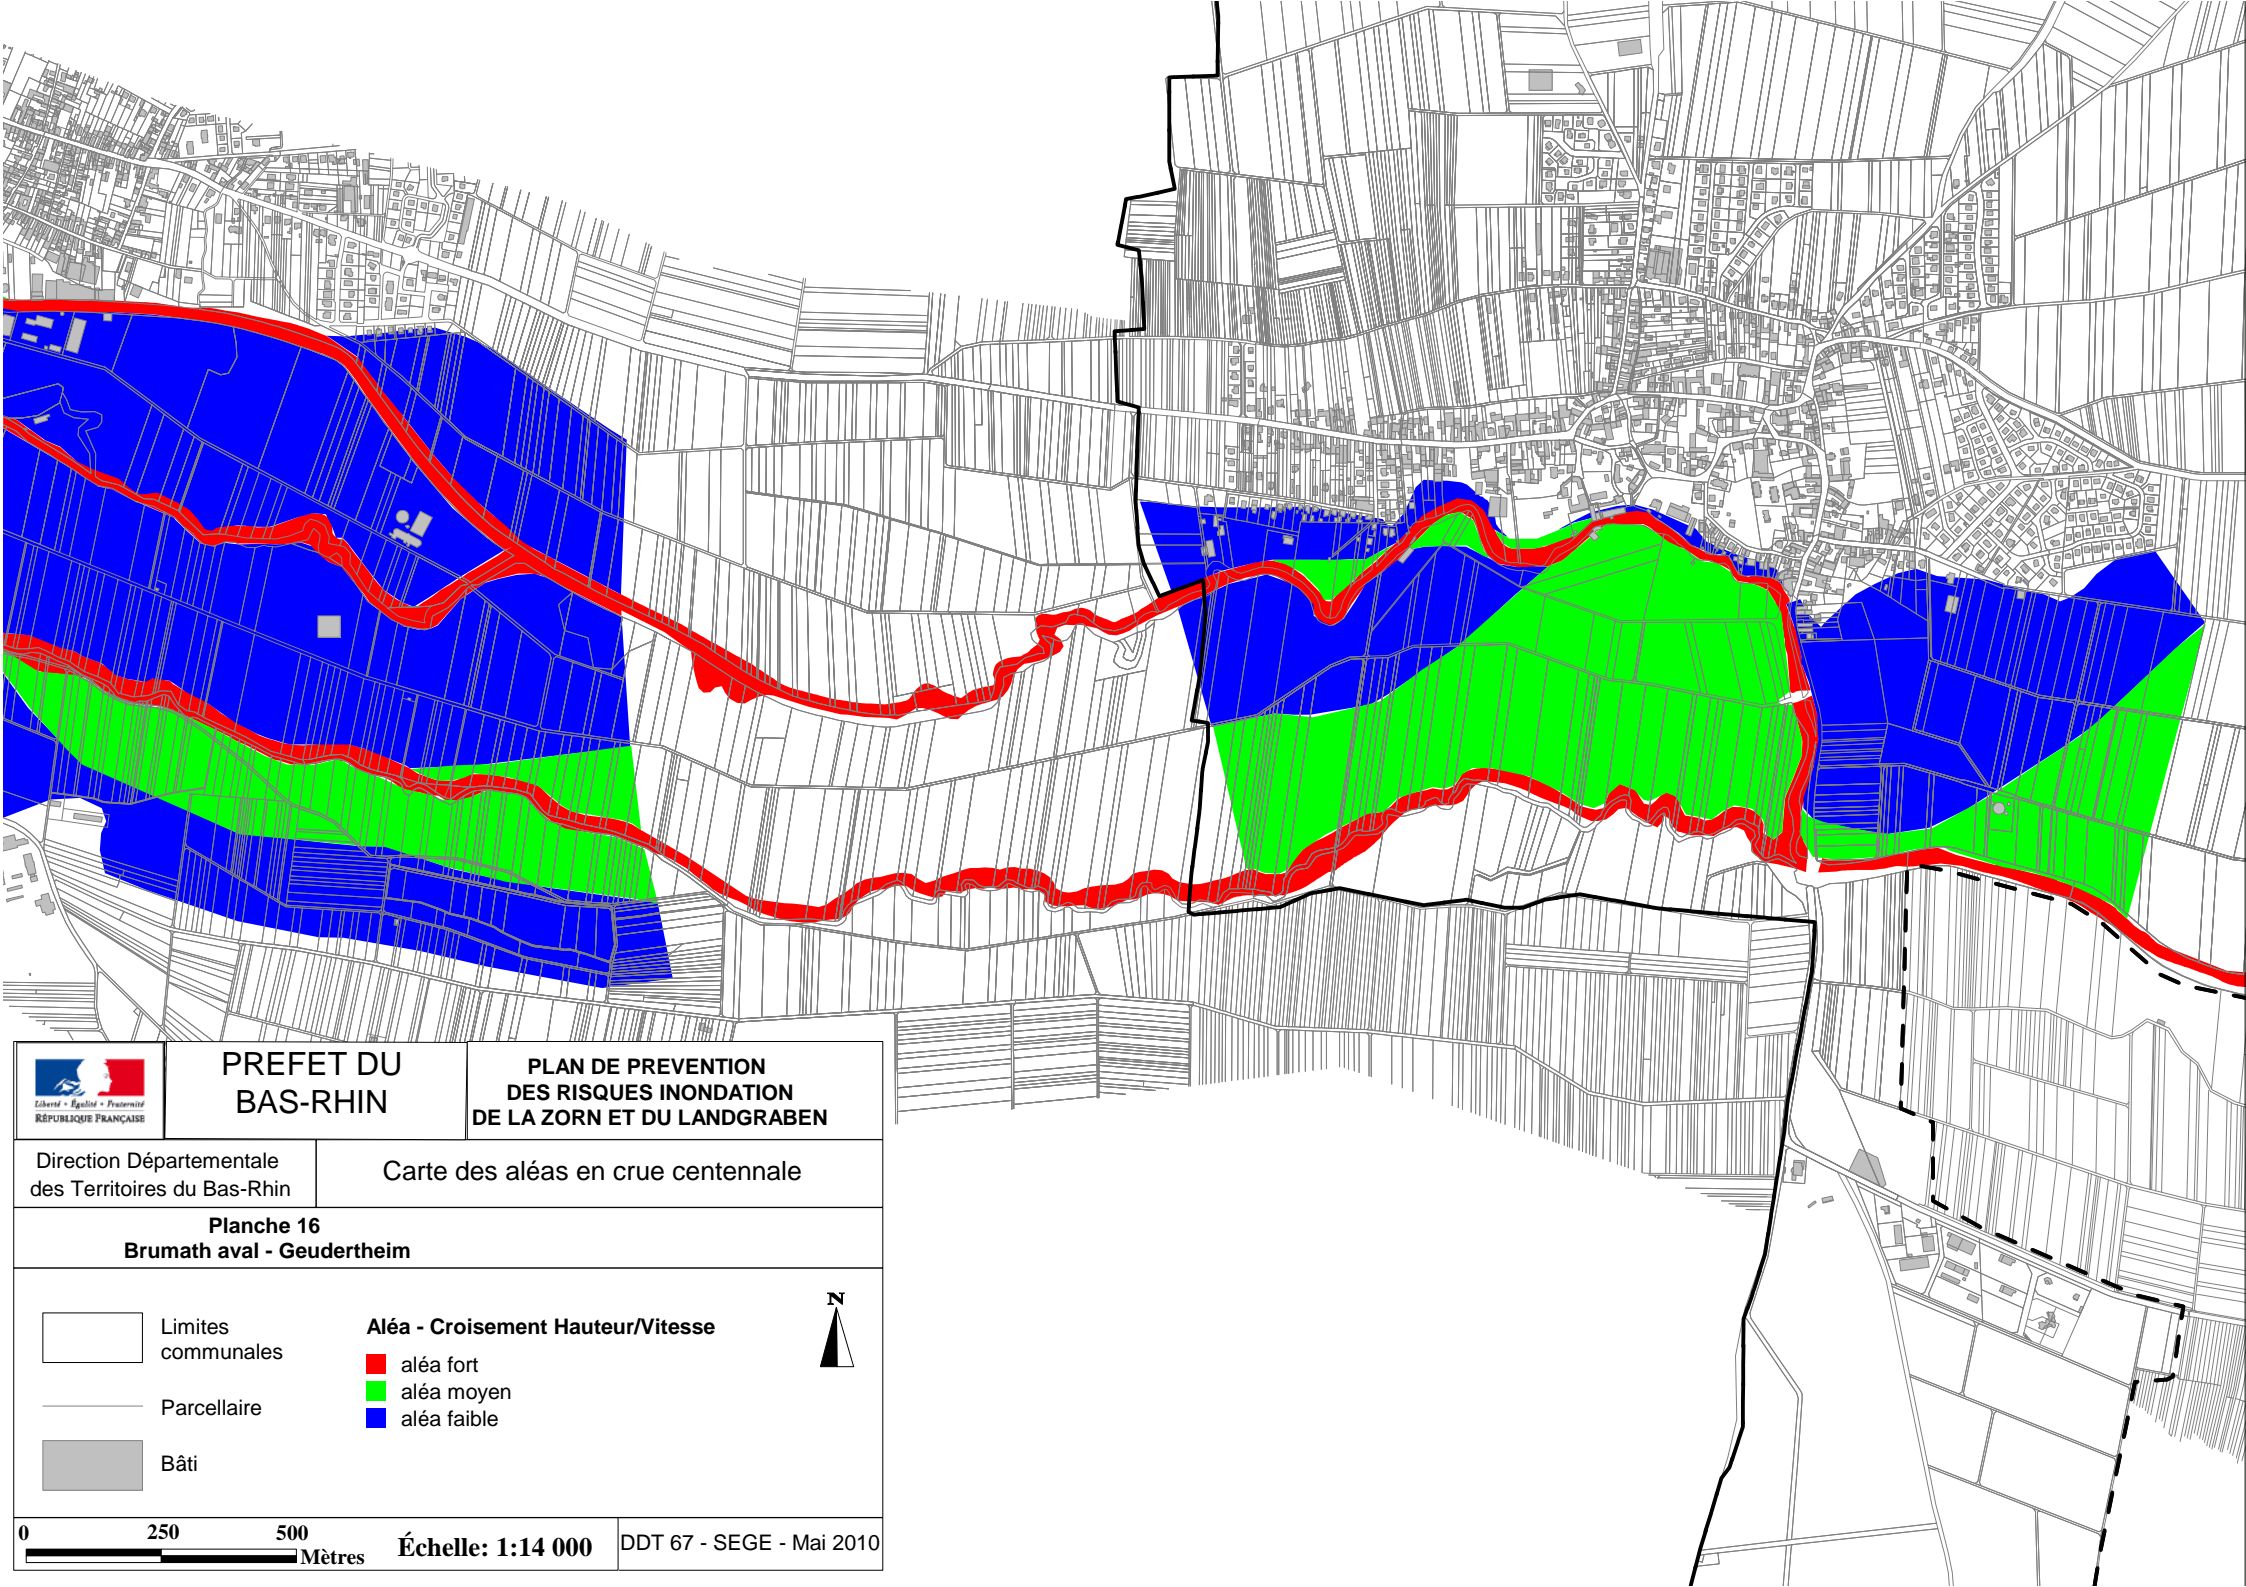 Liberté • Égalité • Fraternité
RÉPUBLIQUE FRANÇAISE
PREFET DU
BAS-RHIN
PLAN DE PREVENTION
DES RISQUES INONDATION
DE LA ZORN ET DU LANDGRABEN
Direction Départementale
des Territoires du Bas-Rhin
Carte des aléas en crue centennale
Planche 16
Brumath aval - Geudertheim
Limites
communales
Parcellaire
Bâti
Aléa - Croisement Hauteur/Vitesse
aléa fort
aléa moyen
aléa faible
N
0 250 500
Mètres
Échelle: 1:14 000
DDT 67 - SEGE - Mai 2010